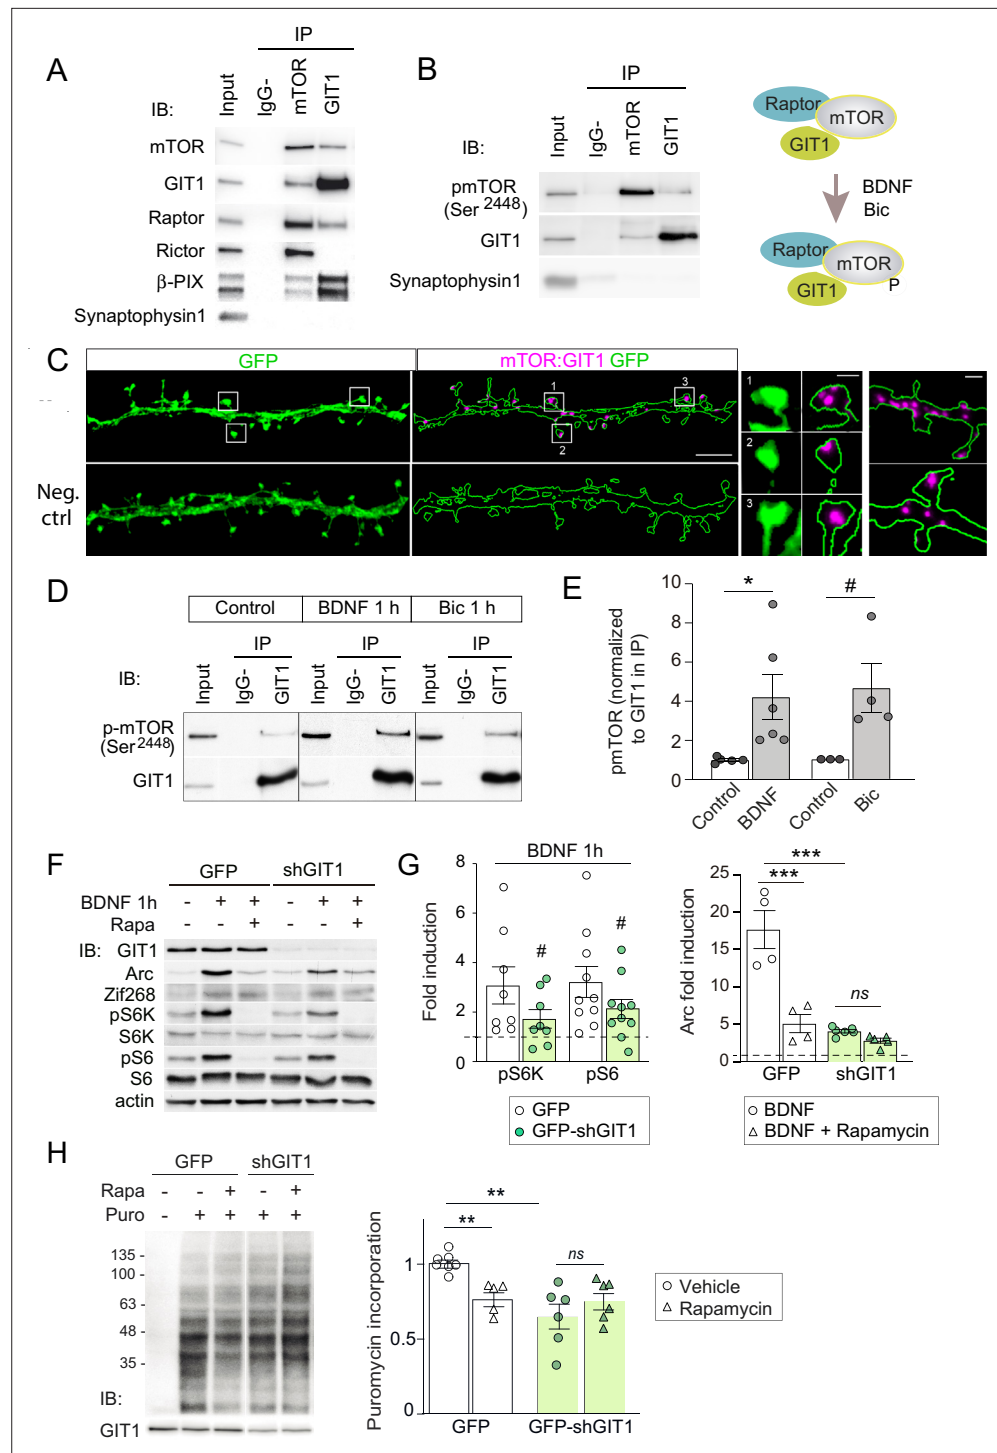 A
IP
IB:
Input
IgG-
mTOR
GIT1
mTOR
GIT1
Raptor
Rictor
β-PIX
Synaptophysin1
B
IP
IB:
Input
IgG-
mTOR
GIT1
pmTOR
(Ser 2448)
GIT1
Synaptophysin1
Raptor
mTOR
GIT1
BDNF
Bic
Raptor
mTOR
GIT1
P
C
GFP
mTOR:GIT1 GFP
1
3
2
1
2
3
Neg.
ctrl
D
Control
BDNF 1 h
Bic 1 h
IP
IP
IP
IB:
Input
IgG-
GIT1
Input
IgG-
GIT1
Input
IgG-
GIT1
p-mTOR
(Ser2448)
GIT1
E
pmTOR (normalized
to GIT1 in IP)
10
8
6
4
2
0
*
#
Control
BDNF
Control
Bic
F
GFP
shGIT1
BDNF 1h - + + - + +
Rapa - - + - - +
IB: GIT1
Arc
Zif268
pS6K
S6K
pS6
S6
actin
G
BDNF 1h
Fold induction
8
6
4
2
0
#
#
pS6K
pS6
GFP
GFP-shGIT1
Arc fold induction
25
20
15
10
5
0
***
***
ns
GFP
shGIT1
BDNF
BDNF + Rapamycin
H
GFP
shGIT1
Rapa - - + - +
Puro - + + + +
135 -
100 -
63 -
48 -
35 -
IB:
GIT1
Puromycin incorporation
1
0.5
0
**
**
ns
GFP
GFP-shGIT1
Vehicle
Rapamycin